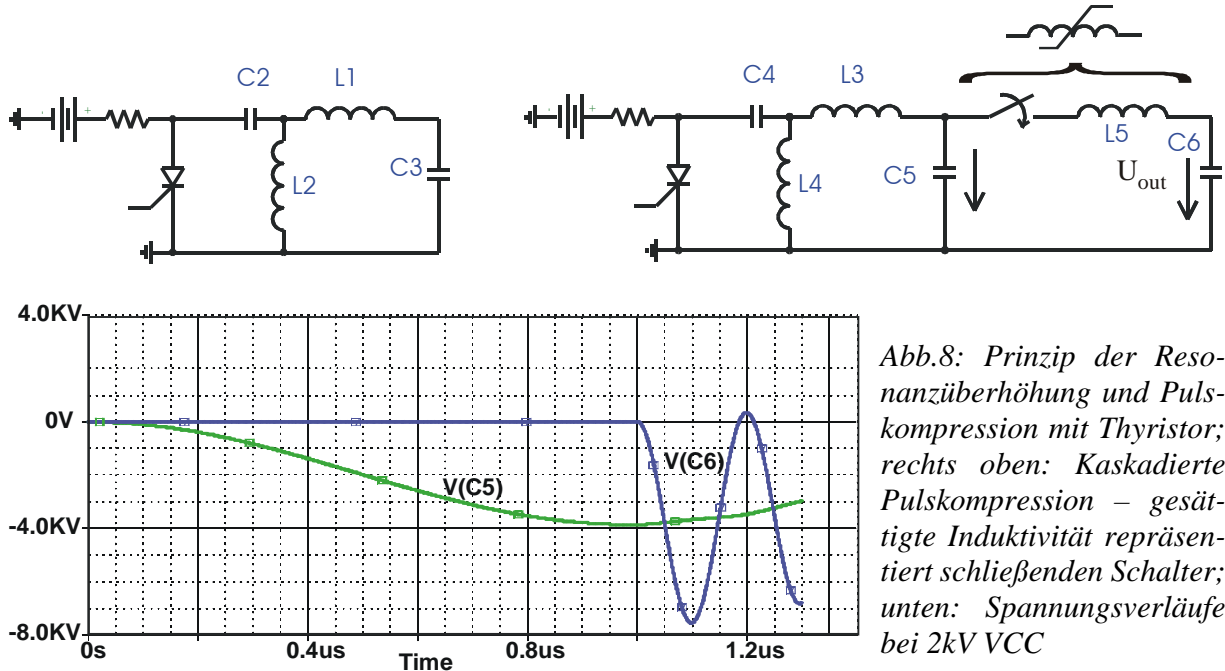 C2
L1
L2
C3
C4
L3
L4
C5
L5
C6
U_out
+
+
4.0KV
0V
-4.0KV
-8.0KV
V(C5)
V(C6)
0s
0.4us
0.8us
1.2us
Time
Abb.8: Prinzip der Reso-
nanzüberhöhung und Puls-
kompression mit Thyristor;
rechts oben: Kaskadierte
Pulskompression – gesät-
tigte Induktivität repräsen-
tiert schließenden Schalter;
unten: Spannungsverläufe
bei 2kV VCC